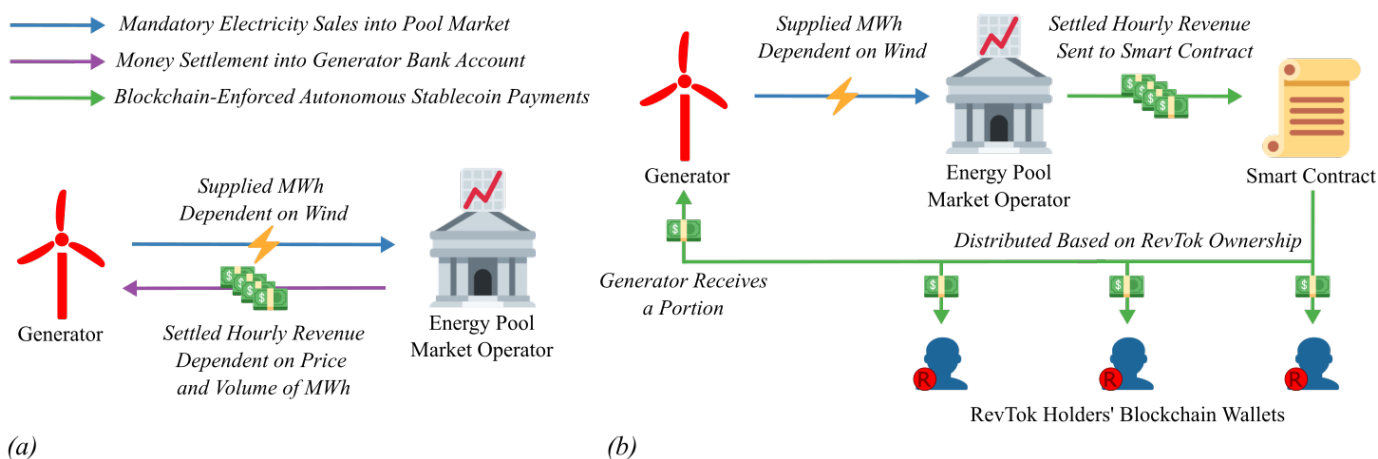 Mandatory Electricity Sales into Pool Market
Money Settlement into Generator Bank Account
Blockchain-Enforced Autonomous Stablecoin Payments
Supplied MWh
Dependent on Wind
Generator
Settled Hourly Revenue
Dependent on Price
and Volume of MWh
Energy Pool
Market Operator
(a)
Supplied MWh
Dependent on Wind
Settled Hourly Revenue
Sent to Smart Contract
Generator
Energy Pool
Market Operator
Smart Contract
Distributed Based on RevTok Ownership
Generator Receives
a Portion
$
$
$
$
R
R
R
RevTok Holders' Blockchain Wallets
(b)